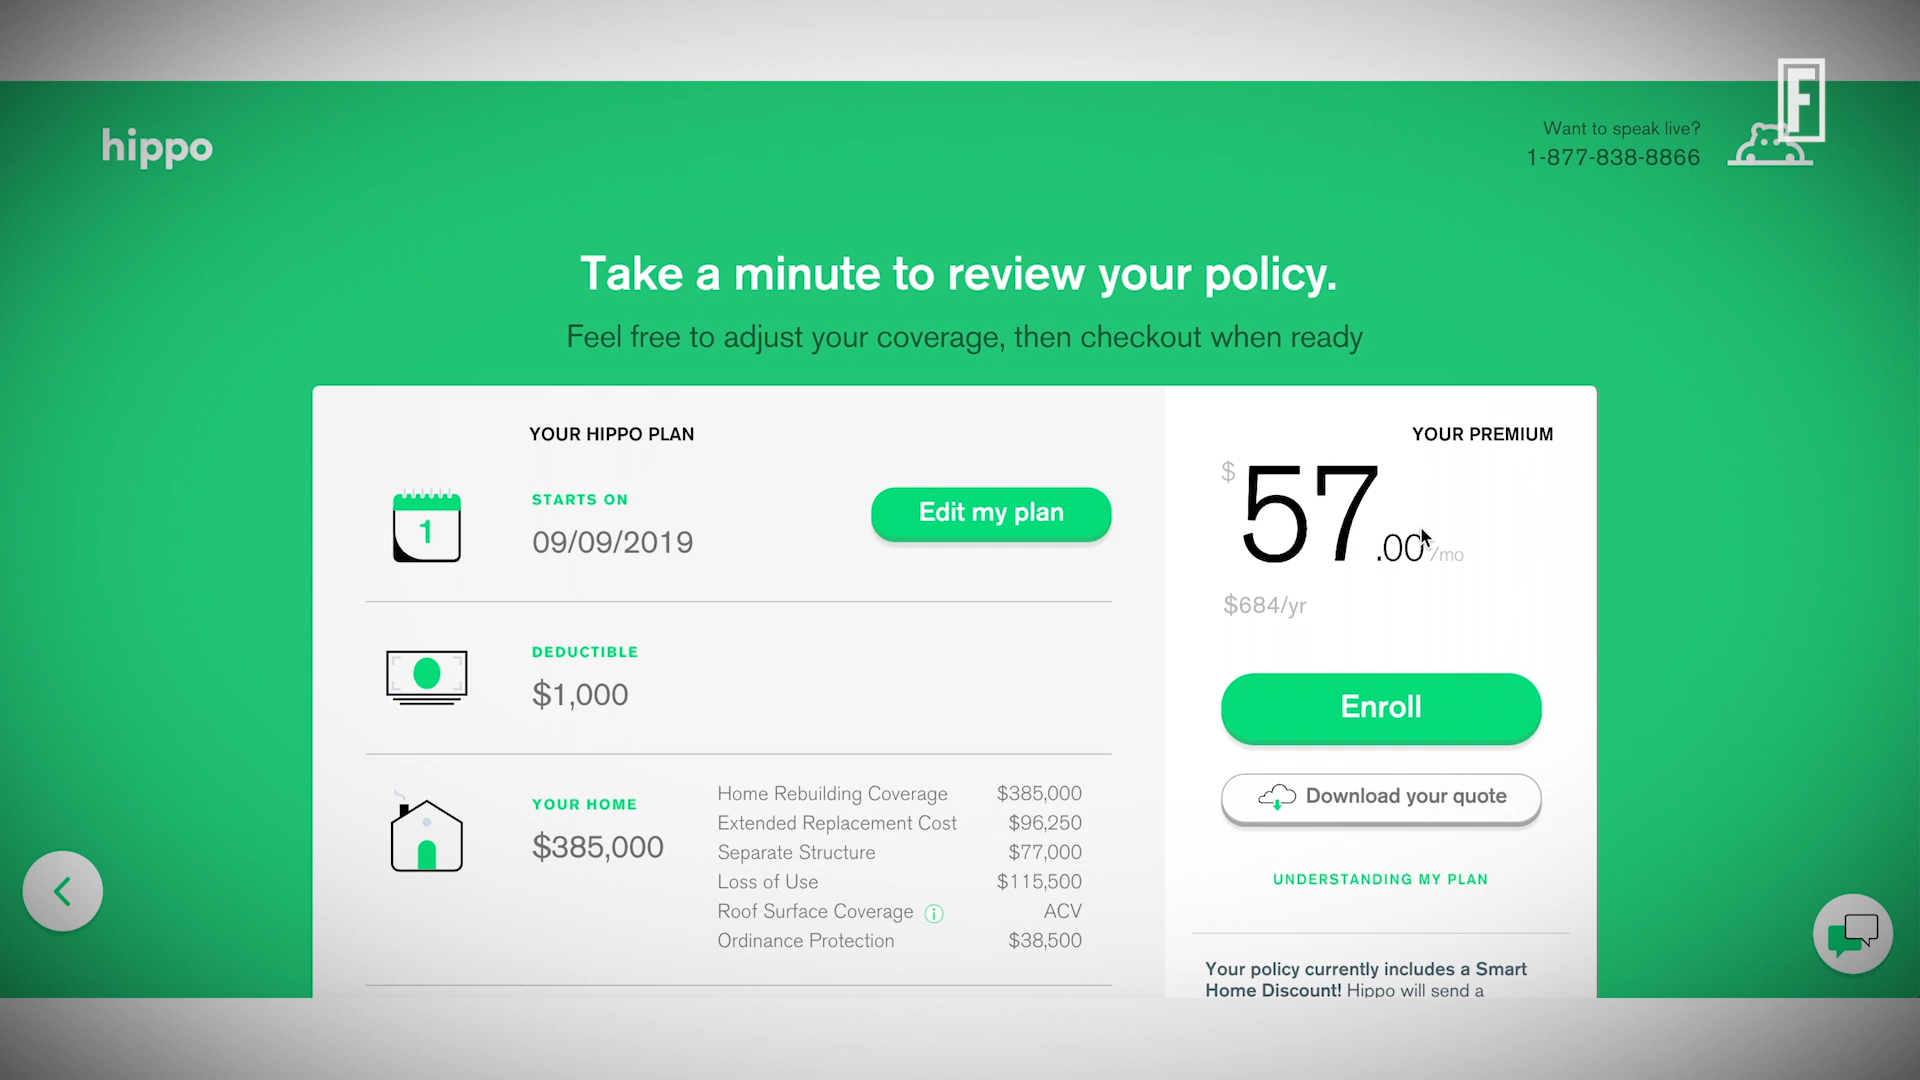 F
hippo
Want to speak live?
1-877-838-8866
Take a minute to review your policy.
Feel free to adjust your coverage, then checkout when ready
YOUR HIPPO PLAN
1
STARTS ON
09/09/2019
Edit my plan
DEDUCTIBLE
$1,000
YOUR HOME
$385,000
Home Rebuilding Coverage $385,000
Extended Replacement Cost $96,250
Separate Structure $77,000
Loss of Use $115,500
Roof Surface Coverage i ACV
Ordinance Protection $38,500
YOUR PREMIUM
$57.00/mo
$684/yr
Enroll
Download your quote
UNDERSTANDING MY PLAN
Your policy currently includes a Smart
Home Discount! Hippo will send a